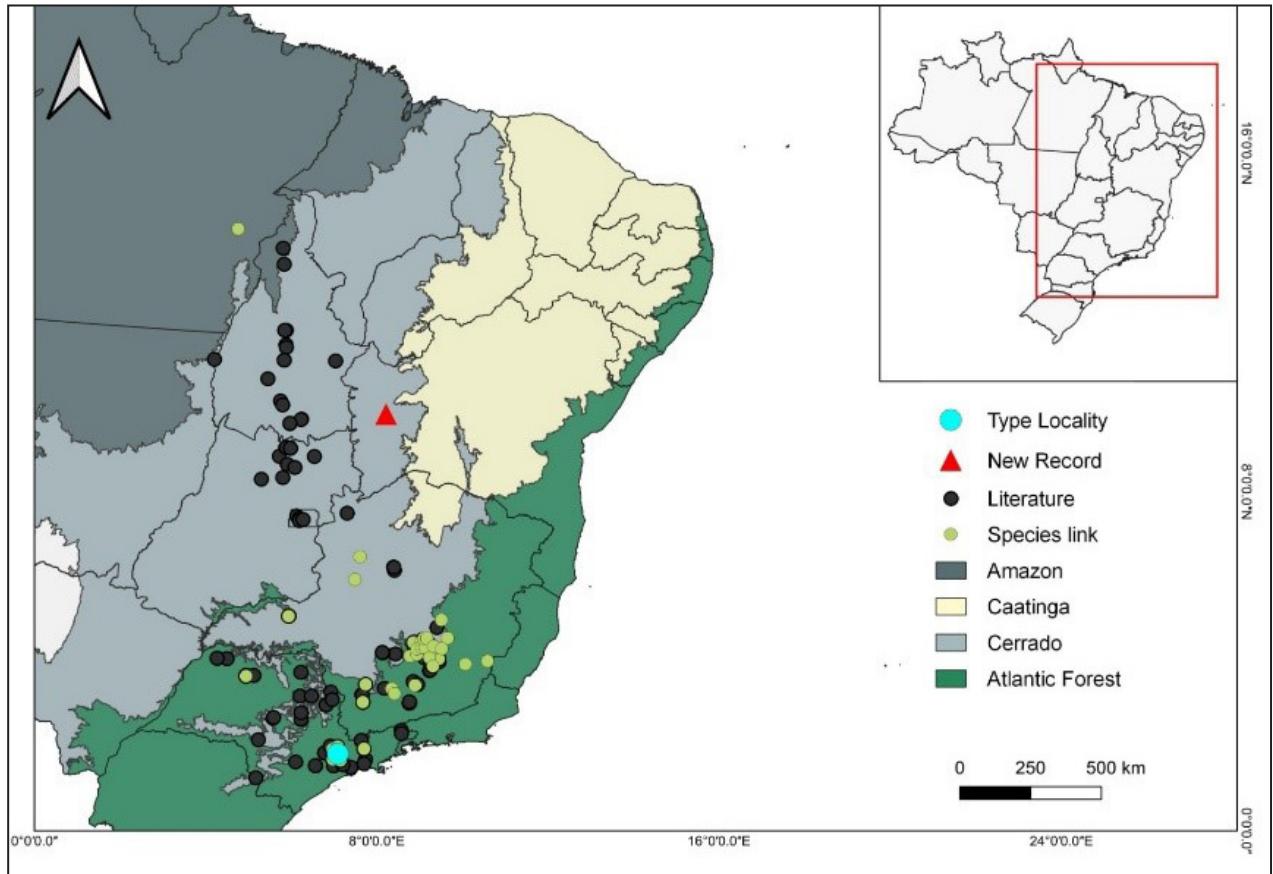 16°0'0.0"N
Type Locality
New Record
Literature
Species link
Amazon
Caatinga
Cerrado
Atlantic Forest
8°0'0.0"N
0 250 500 km
0°0'0.0"N
0°0'0.0" 8°0'0.0"E 16°0'0.0"E 24°0'0.0"E